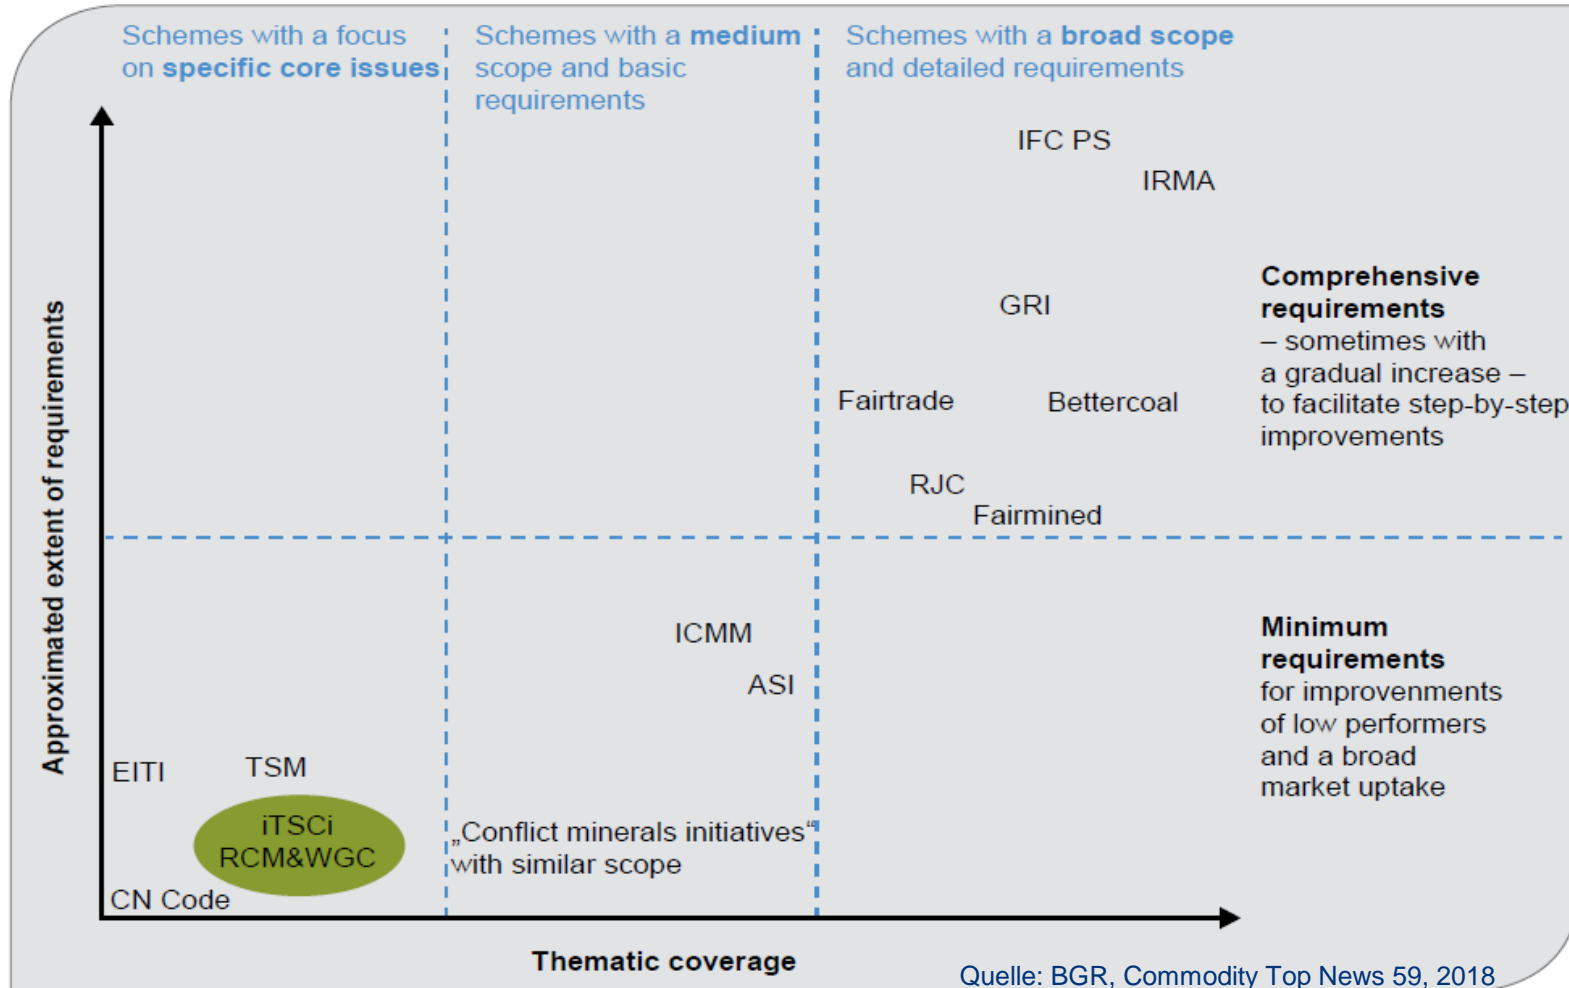 Schemes with a focus
on specific core issues
Schemes with a medium
scope and basic
requirements
Schemes with a broad scope
and detailed requirements
Approximated extent of requirements
IFC PS
IRMA
GRI
Fairtrade
Bettercoal
RJC
Fairmined
Comprehensive
requirements
– sometimes with
a gradual increase –
to facilitate step-by-step
improvements
ICMM
ASI
Minimum
requirements
for improvenments
of low performers
and a broad
market uptake
EITI
TSM
iTSCi
RCM&WGC
„Conflict minerals initiatives“
with similar scope
CN Code
Thematic coverage
Quelle: BGR, Commodity Top News 59, 2018